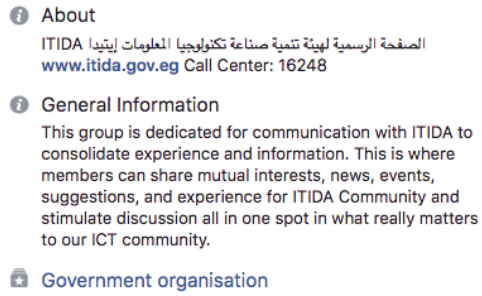 About
الصفحة الرسمية لهيئة تنمية صناعة تكنولوجيا المعلومات إيتيدا ITIDA
www.itida.gov.eg Call Center: 16248
General Information
This group is dedicated for communication with ITIDA to
consolidate experience and information. This is where
members can share mutual interests, news, events,
suggestions, and experience for ITIDA Community and
stimulate discussion all in one spot in what really matters
to our ICT community.
Government organisation